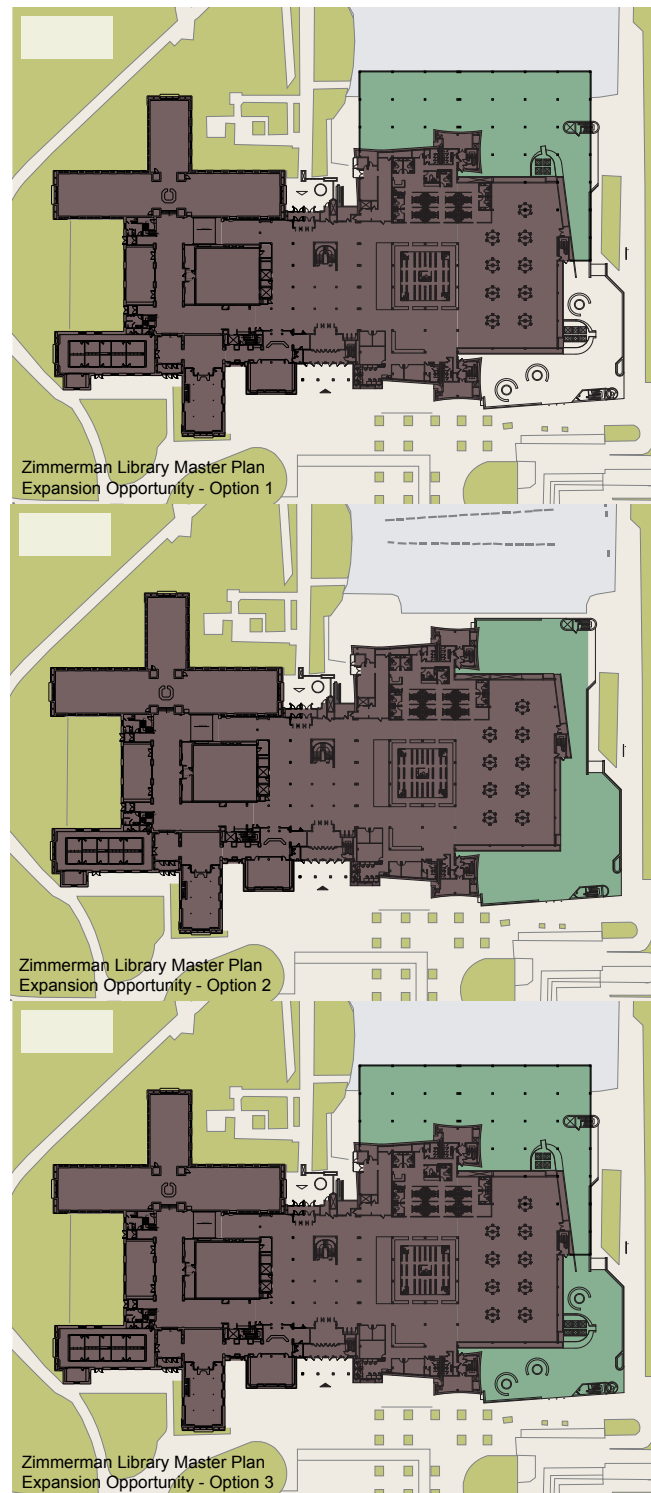 Zimmerman Library Master Plan
Expansion Opportunity - Option 1
Zimmerman Library Master Plan
Expansion Opportunity - Option 2
Zimmerman Library Master Plan
Expansion Opportunity - Option 3